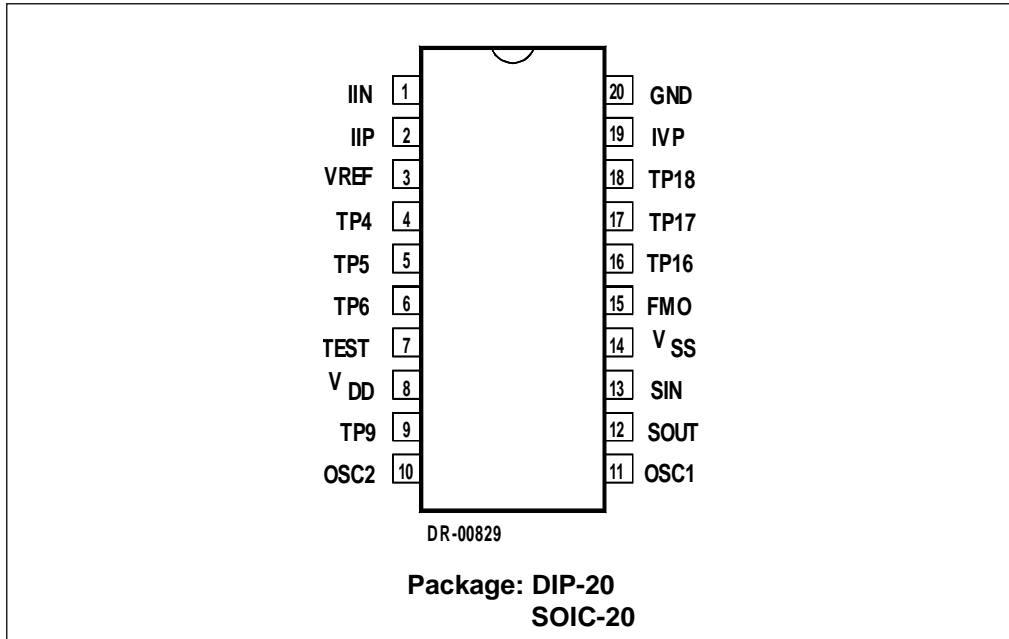 IIN 1 20 GND
IIP 2 19 IVP
VREF 3 18 TP18
TP4 4 17 TP17
TP5 5 16 TP16
TP6 6 15 FMO
TEST 7 14 VSS
VDD 8 13 SIN
TP9 9 12 SOUT
OSC2 10 11 OSC1
DR-00829
Package: DIP-20
SOIC-20